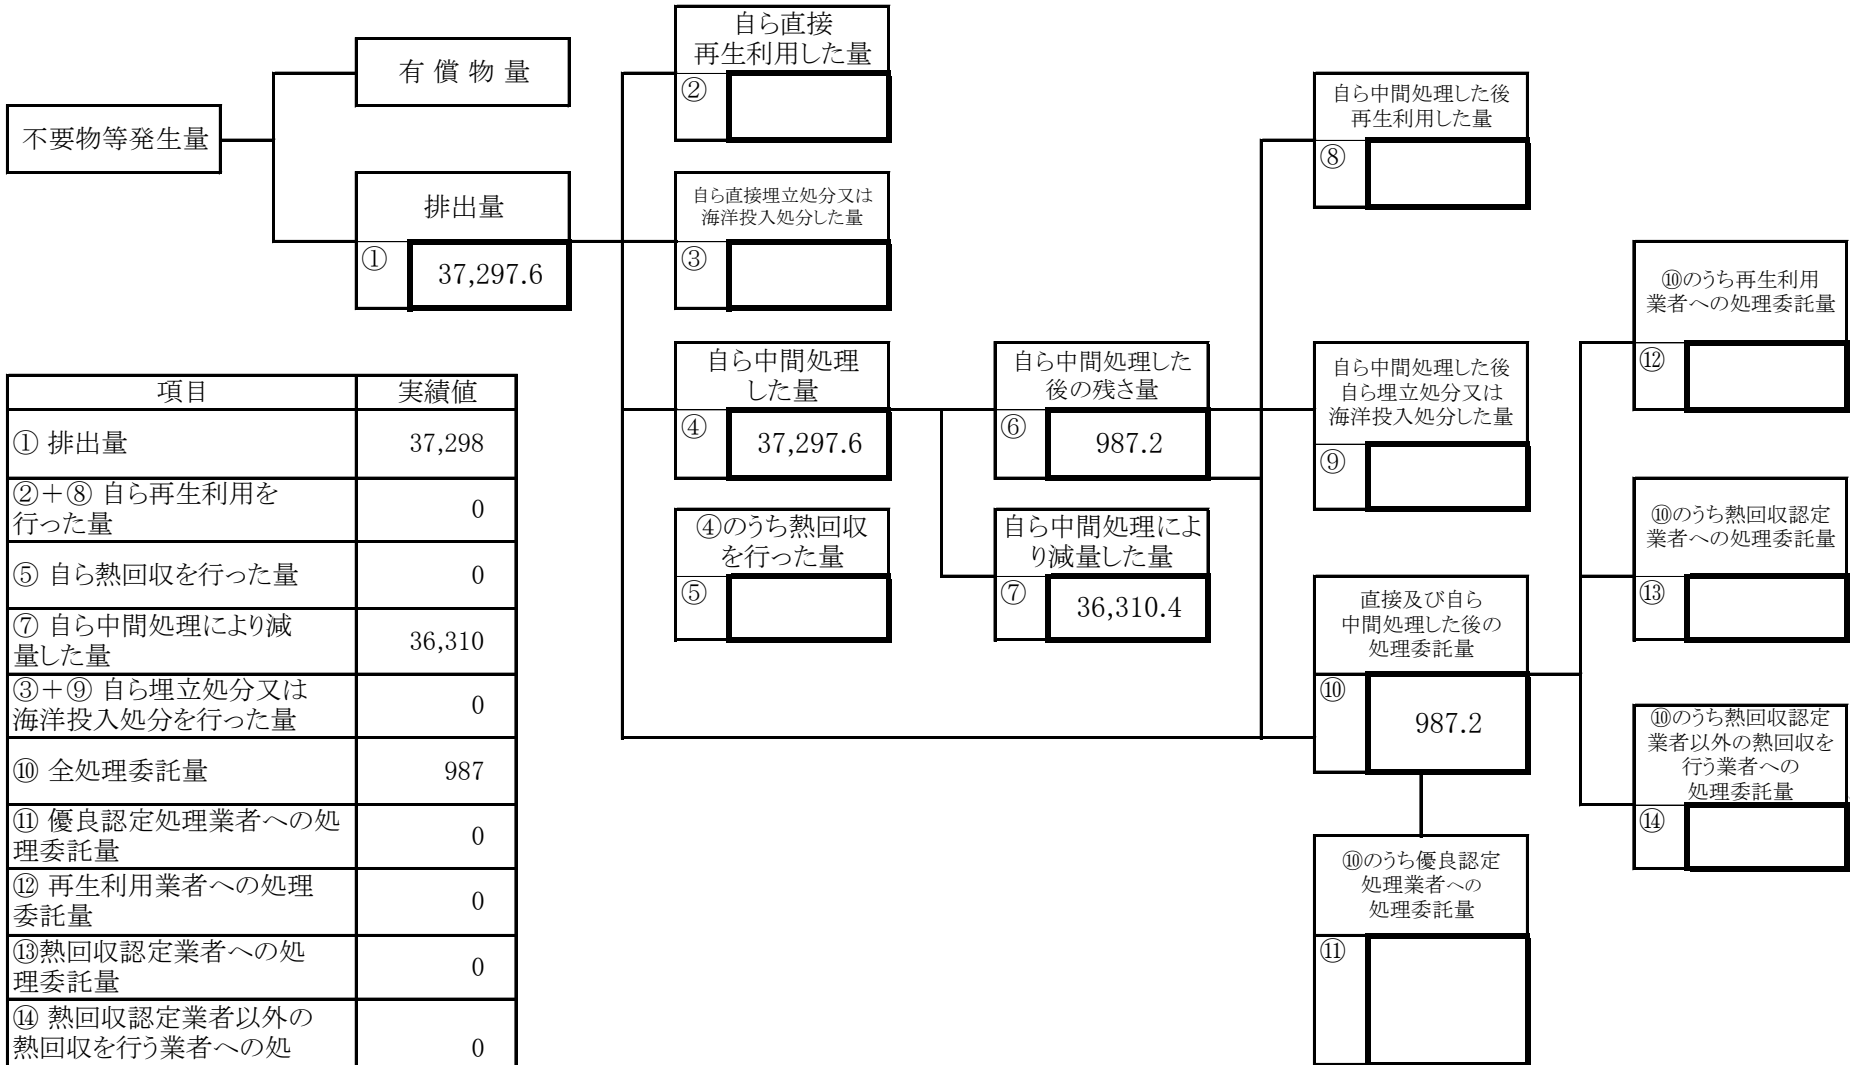 不要物等発生量
有 償 物 量
排出量
①
37,297.6
自ら直接
再生利用した量
②
自ら直接埋立処分又は
海洋投入処分した量
③
自ら中間処理
した量
④
37,297.6
④のうち熱回収
を行った量
⑤
自ら中間処理した
後の残さ量
⑥
987.2
自ら中間処理によ
り減量した量
⑦
36,310.4
自ら中間処理した後
再生利用した量
⑧
自ら中間処理した後
自ら埋立処分又は
海洋投入処分した量
⑨
直接及び自ら
中間処理した後の
処理委託量
⑩
987.2
⑩のうち優良認定
処理業者への
処理委託量
⑪
⑩のうち再生利用
業者への処理委託量
⑫
⑩のうち熱回収認定
業者への処理委託量
⑬
⑩のうち熱回収認定
業者以外の熱回収を
行う業者への
処理委託量
⑭
項目 実績値
① 排出量 37,298
②＋⑧ 自ら再生利用を
行った量 0
⑤ 自ら熱回収を行った量 0
⑦ 自ら中間処理により減
量した量 36,310
③＋⑨ 自ら埋立処分又は
海洋投入処分を行った量 0
⑩ 全処理委託量 987
⑪ 優良認定処理業者への処
理委託量 0
⑫ 再生利用業者への処理
委託量 0
⑬熱回収認定業者への処
理委託量 0
⑭ 熱回収認定業者以外の
熱回収を行う業者への処 0